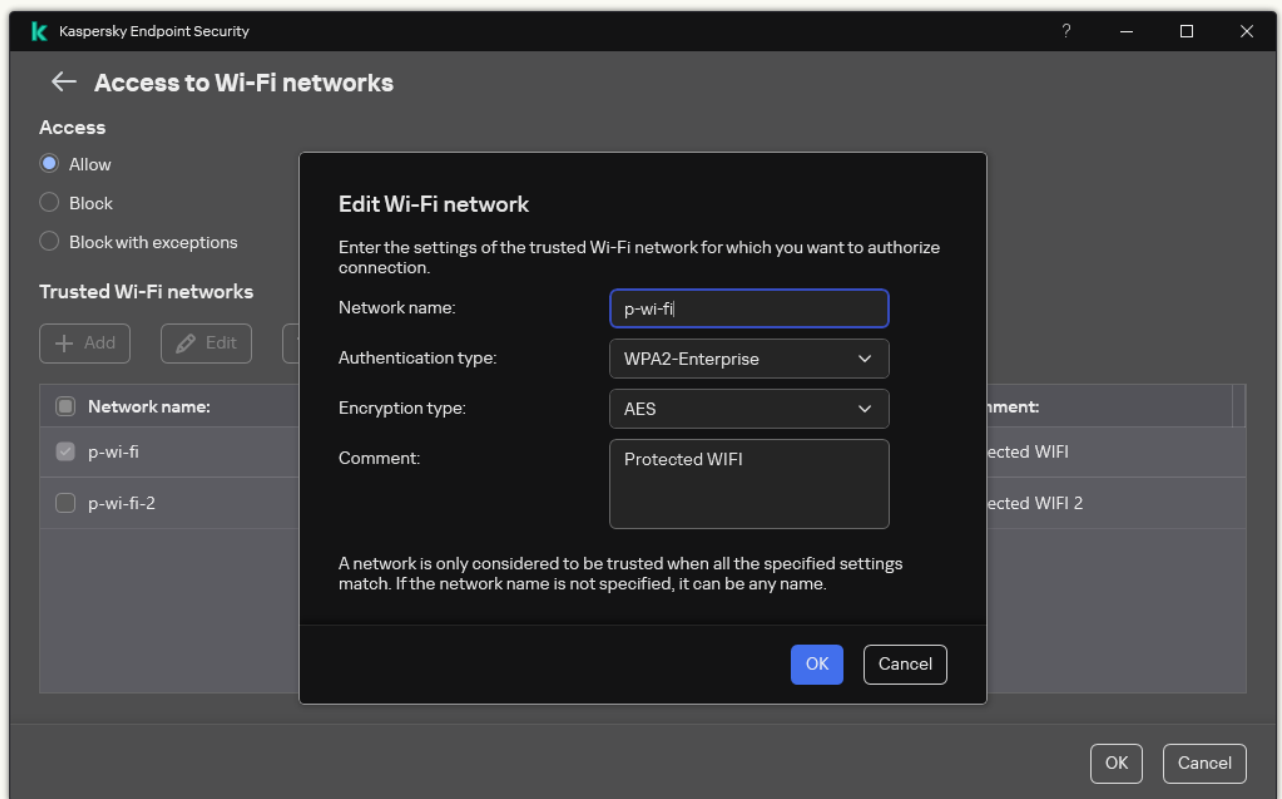 Kaspersky Endpoint Security
?
Access to Wi-Fi networks
Access
Allow
Block
Block with exceptions
Trusted Wi-Fi networks
Add
Edit
Network name:
p-wi-fi
Protected WIFI
p-wi-fi-2
WIFI 2
Edit Wi-Fi network
Enter the settings of the trusted Wi-Fi network for which you want to authorize
connection.
Network name:
p-wi-fi
Authentication type:
WPA2-Enterprise
Encryption type:
AES
Comment:
Protected WIFI
A network is only considered to be trusted when all the specified settings
match. If the network name is not specified, it can be any name.
OK
Cancel
OK
Cancel